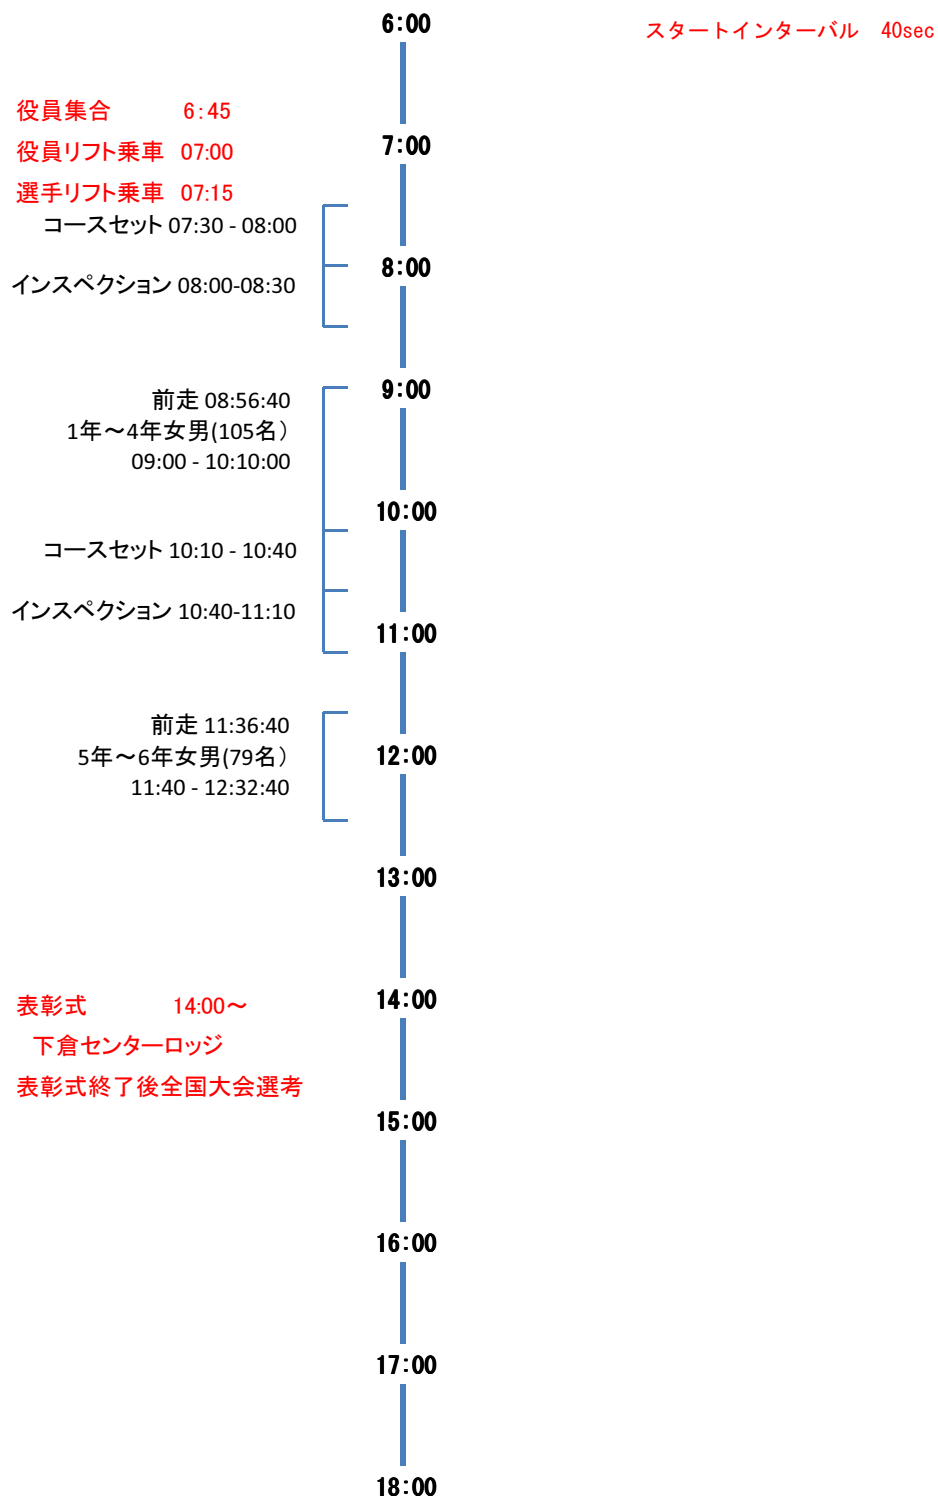 6:00
スタートインターバル　40sec
役員集合　6:45
役員リフト乗車 07:00
7:00
選手リフト乗車 07:15
コースセット 07:30 - 08:00
8:00
インスペクション 08:00-08:30
9:00
前走 08:56:40
1年～4年女男(105名）
09:00 - 10:10:00
10:00
コースセット 10:10 - 10:40
インスペクション 10:40-11:10
11:00
前走 11:36:40
5年～6年女男(79名）
12:00
11:40 - 12:32:40
13:00
表彰式　14:00～
14:00
下倉センターロッジ
表彰式終了後全国大会選考
15:00
16:00
17:00
18:00